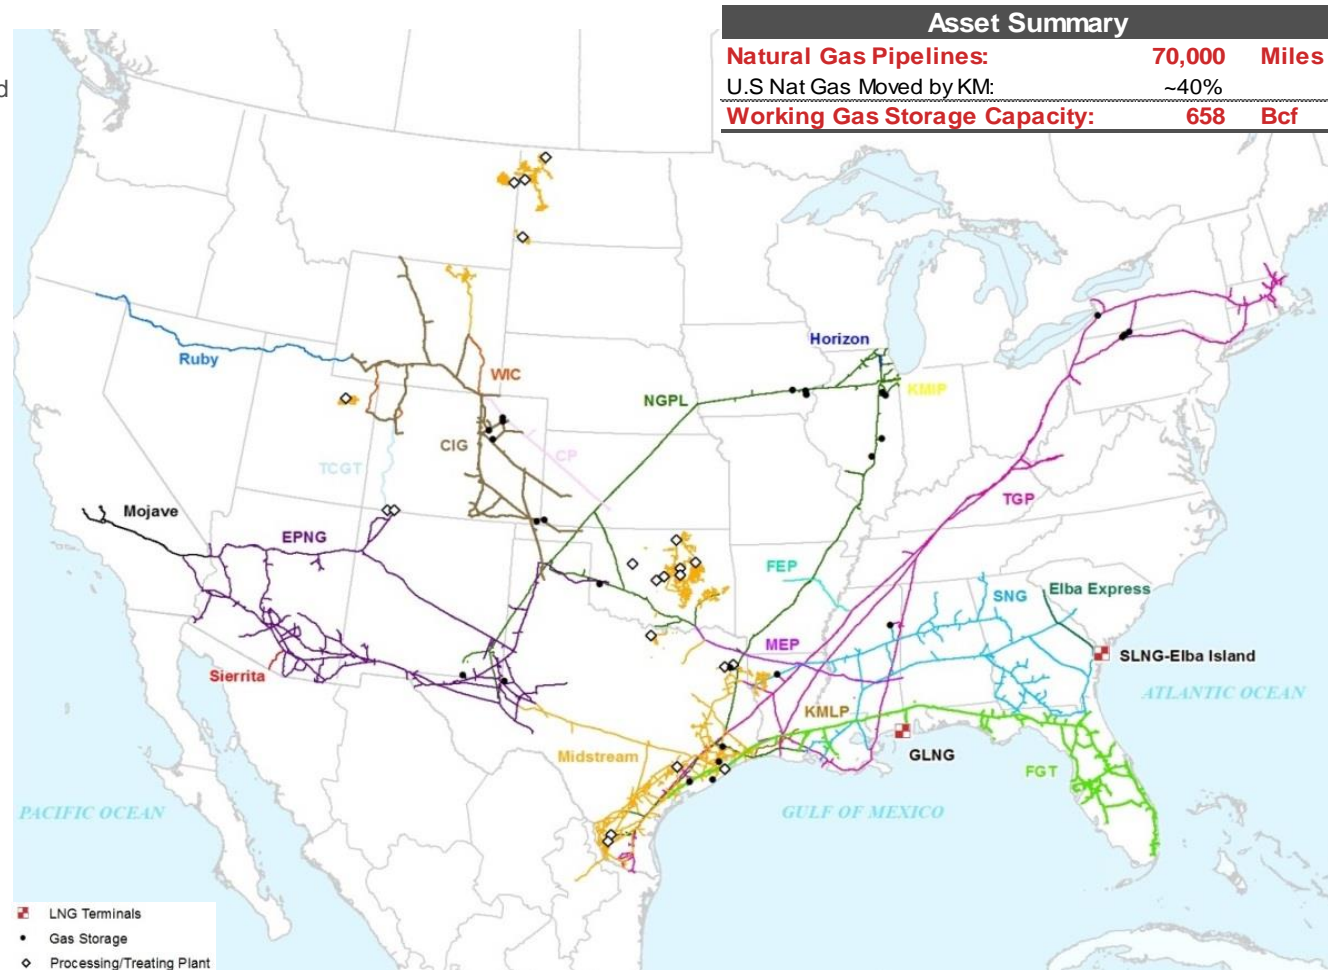 Asset Summary
Natural Gas Pipelines: 70,000 Miles
d
U.S Nat Gas Moved by KM: ~40%
Working Gas Storage Capacity: 658 Bcf
Horizon
Ruby
WIC
KMIP
NGPL
CIG
CP
TCGT
TGP
Mojave
EPNG
FEP
SNG
Elba Express
MEP
SLNG-Elba Island
Sierrita
ATLANTIC OCEAN
KMLP
Midstream
GLNG
FGT
PACIFIC OCEAN
GULF OF MEXICO
LNG Terminals
Gas Storage
Processing/Treating Plant